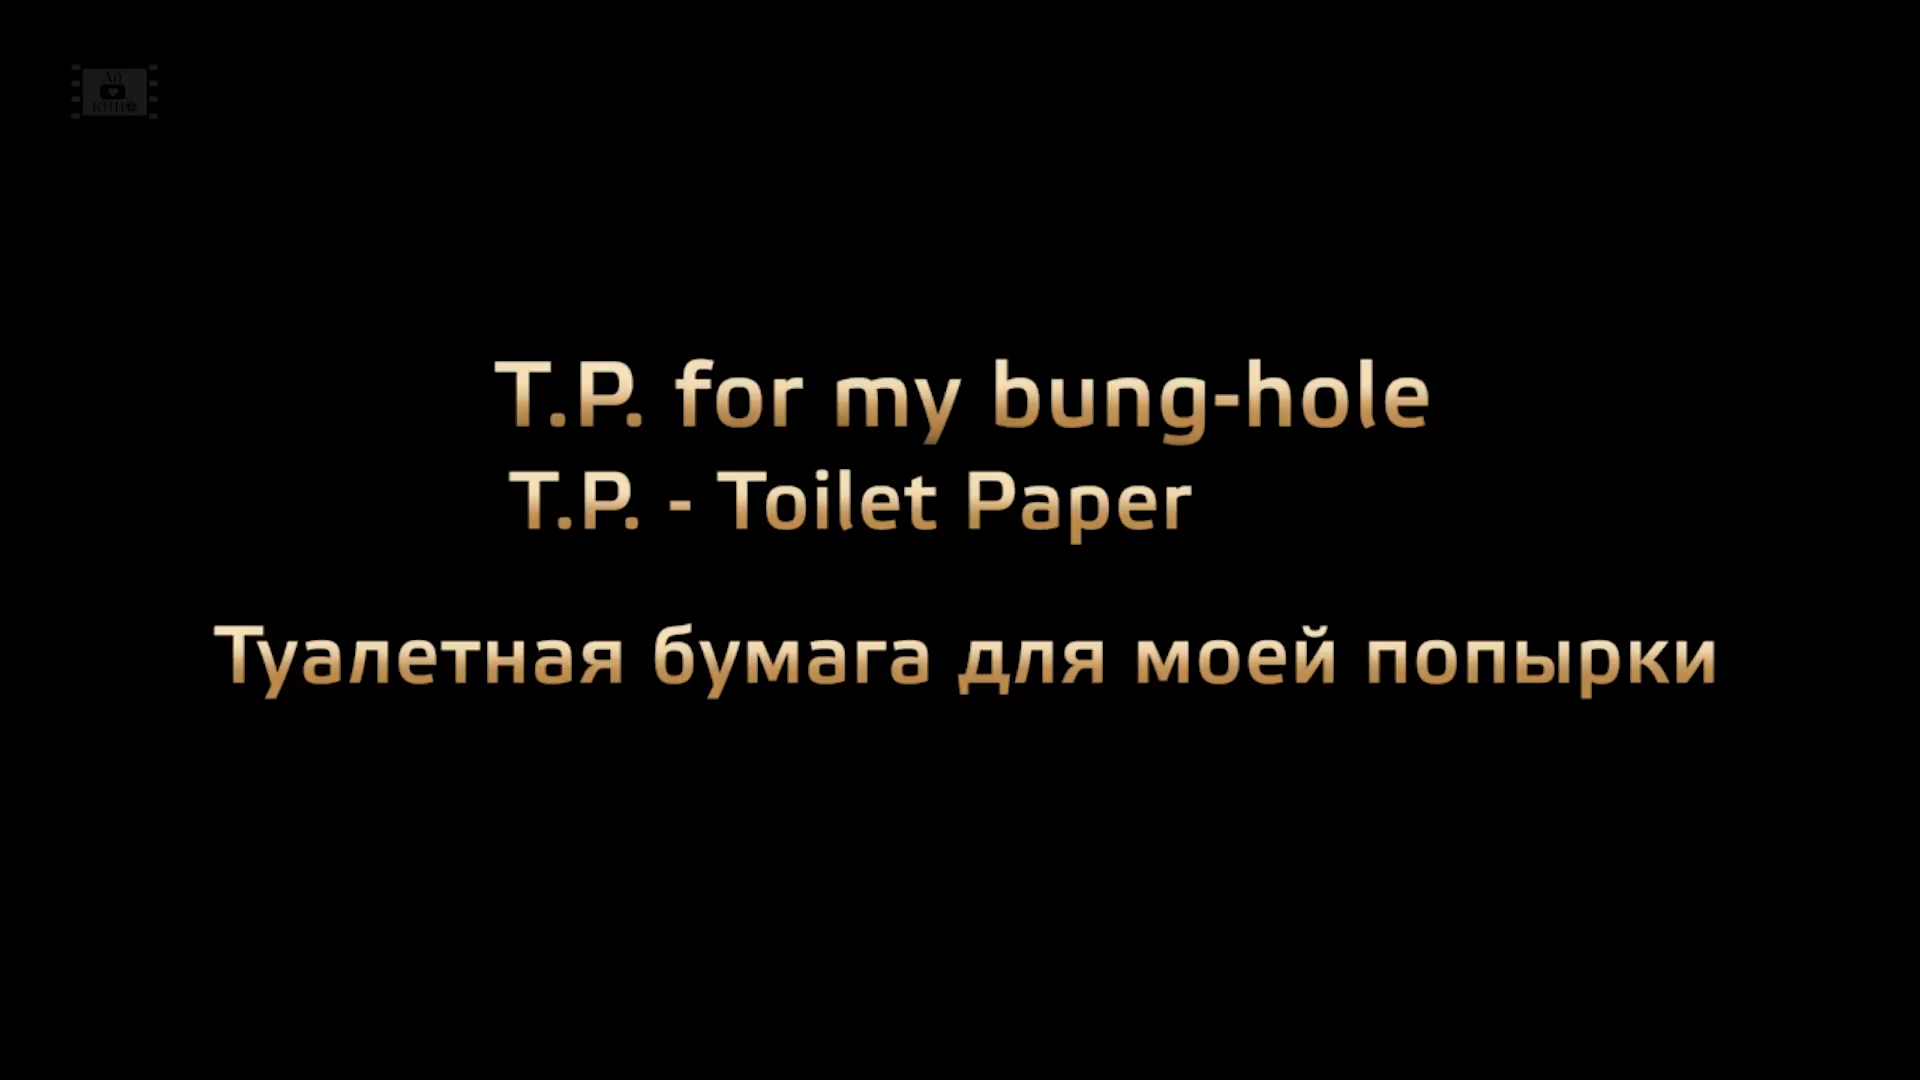 T.P. for my bung-hole
T.P. - Toilet Paper
Туалетная бумага для моей попырки